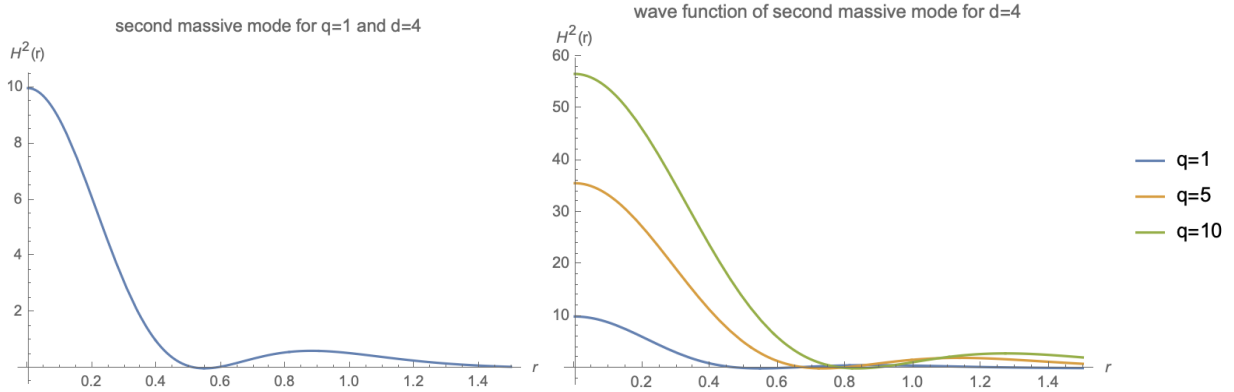 second massive mode for q=1 and d=4
H²(r)
10
8
6
4
2
0.2 0.4 0.6 0.8 1.0 1.2 1.4 r
wave function of second massive mode for d=4
H²(r)
60
50
40
30
20
10
0.2 0.4 0.6 0.8 1.0 1.2 1.4 r
q=1
q=5
q=10